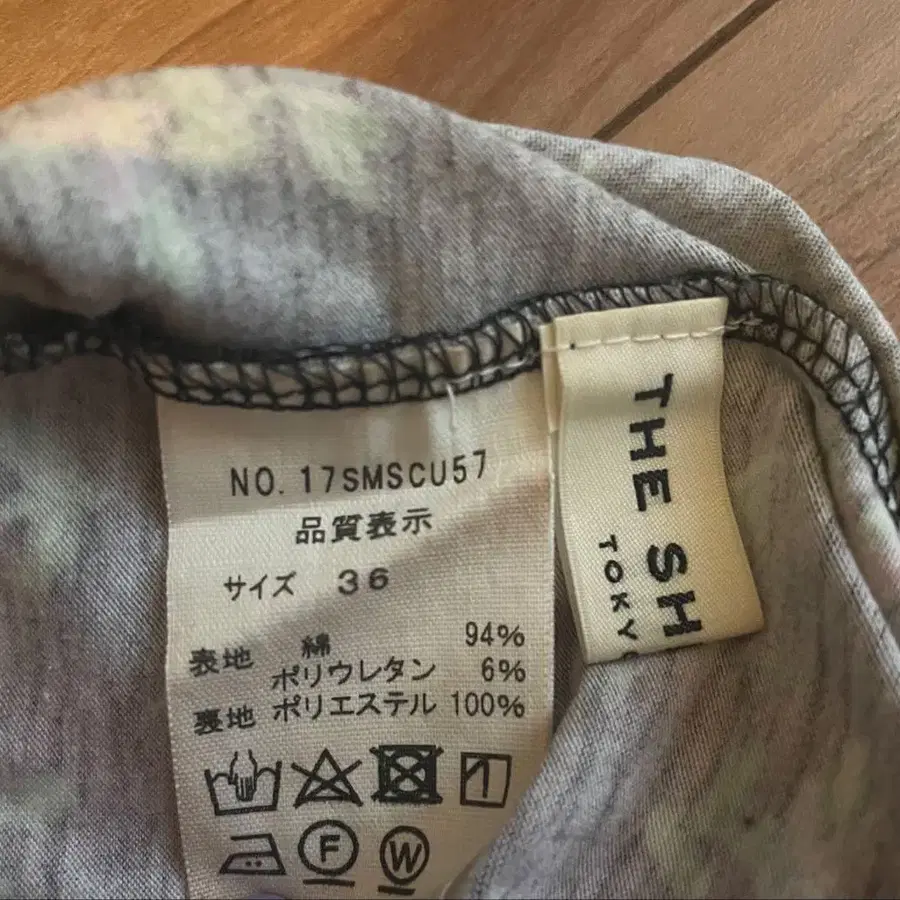 NO. 17SMSCU57
品質表示
サイズ 36
表地 綿 94%
ポリウレタン 6%
裏地 ポリエステル 100%
F W
THE SH
TOKY